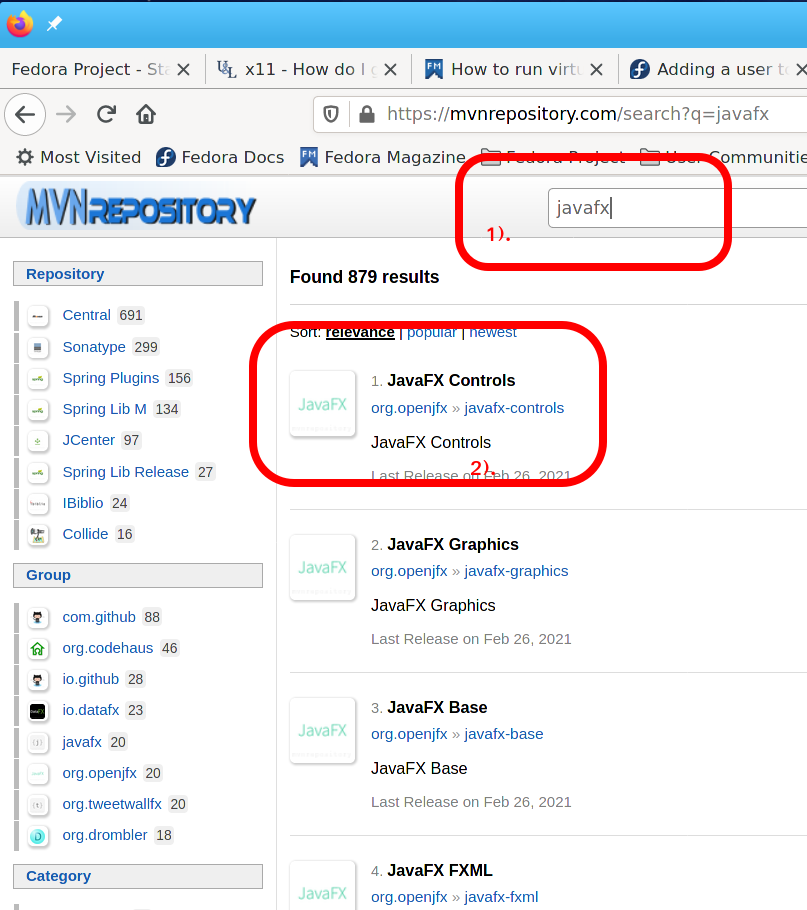 Fedora Project - Sta
x11 - How do I g
How to run virtu
Adding a user to
https://mvnrepository.com/search?q=javafx
Most Visited
Fedora Docs
Fedora Magazine
Fedora Project
User Communitie
MVNREPOSITORY
javafx
1).
Repository
Central 691
Sonatype 299
Spring Plugins 156
Spring Lib M 134
JCenter 97
Spring Lib Release 27
IBiblio 24
Collide 16
Group
com.github 88
org.codehaus 46
io.github 28
io.datafx 23
javafx 20
org.openjfx 20
org.tweetwallfx 20
org.drombler 18
Category
Found 879 results
Sort: relevance | popular | newest
JavaFX
1. JavaFX Controls
org.openjfx » javafx-controls
JavaFX Controls
2).
Last Release on Feb 26, 2021
JavaFX
2. JavaFX Graphics
org.openjfx » javafx-graphics
JavaFX Graphics
Last Release on Feb 26, 2021
JavaFX
3. JavaFX Base
org.openjfx » javafx-base
JavaFX Base
Last Release on Feb 26, 2021
JavaFX
4. JavaFX FXML
org.openjfx » javafx-fxml